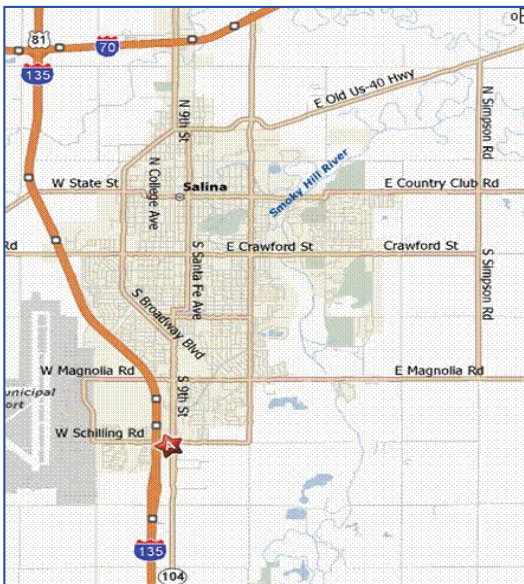 81
70
135
E Old Us-40 Hwy
N 9th St
N Simpson Rd
N College Ave
Smoky Hill River
W State St
Salina
E Country Club Rd
Rd
E Crawford St
Crawford St
S Santa Fe Ave
S Simpson Rd
S Broadway Blvd
W Magnolia Rd
E Magnolia Rd
unicipal
ort
S 9th St
W Schilling Rd
A
135
104